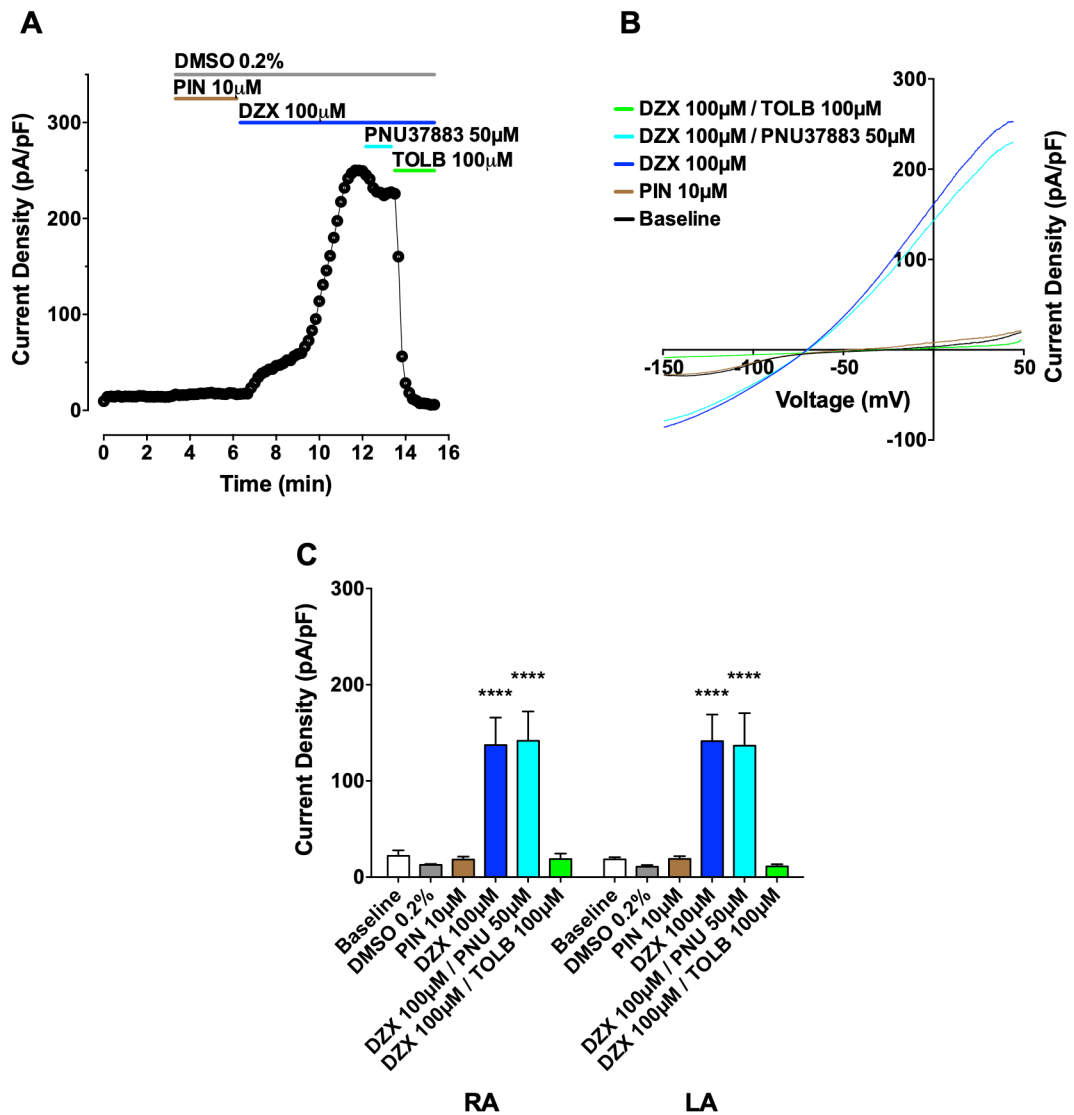 A
DMSO 0.2%
PIN 10μM
DZX 100μM
PNU37883 50μM
TOLB 100μM
Current Density (pA/pF)
300
200
100
0
0 2 4 6 8 10 12 14 16
Time (min)
B
DZX 100μM / TOLB 100μM
DZX 100μM / PNU37883 50μM
DZX 100μM
PIN 10μM
Baseline
300
200
100
-100
-150 -100 -50 50
Voltage (mV)
Current Density (pA/pF)
C
Current Density (pA/pF)
300
200
100
0
**** ****
**** ****
Baseline
DMSO 0.2%
PIN 10μM
DZX 100μM
DZX 100μM / PNU 50μM
DZX 100μM / TOLB 100μM
Baseline
DMSO 0.2%
PIN 10μM
DZX 100μM
DZX 100μM / PNU 50μM
DZX 100μM / TOLB 100μM
RA LA